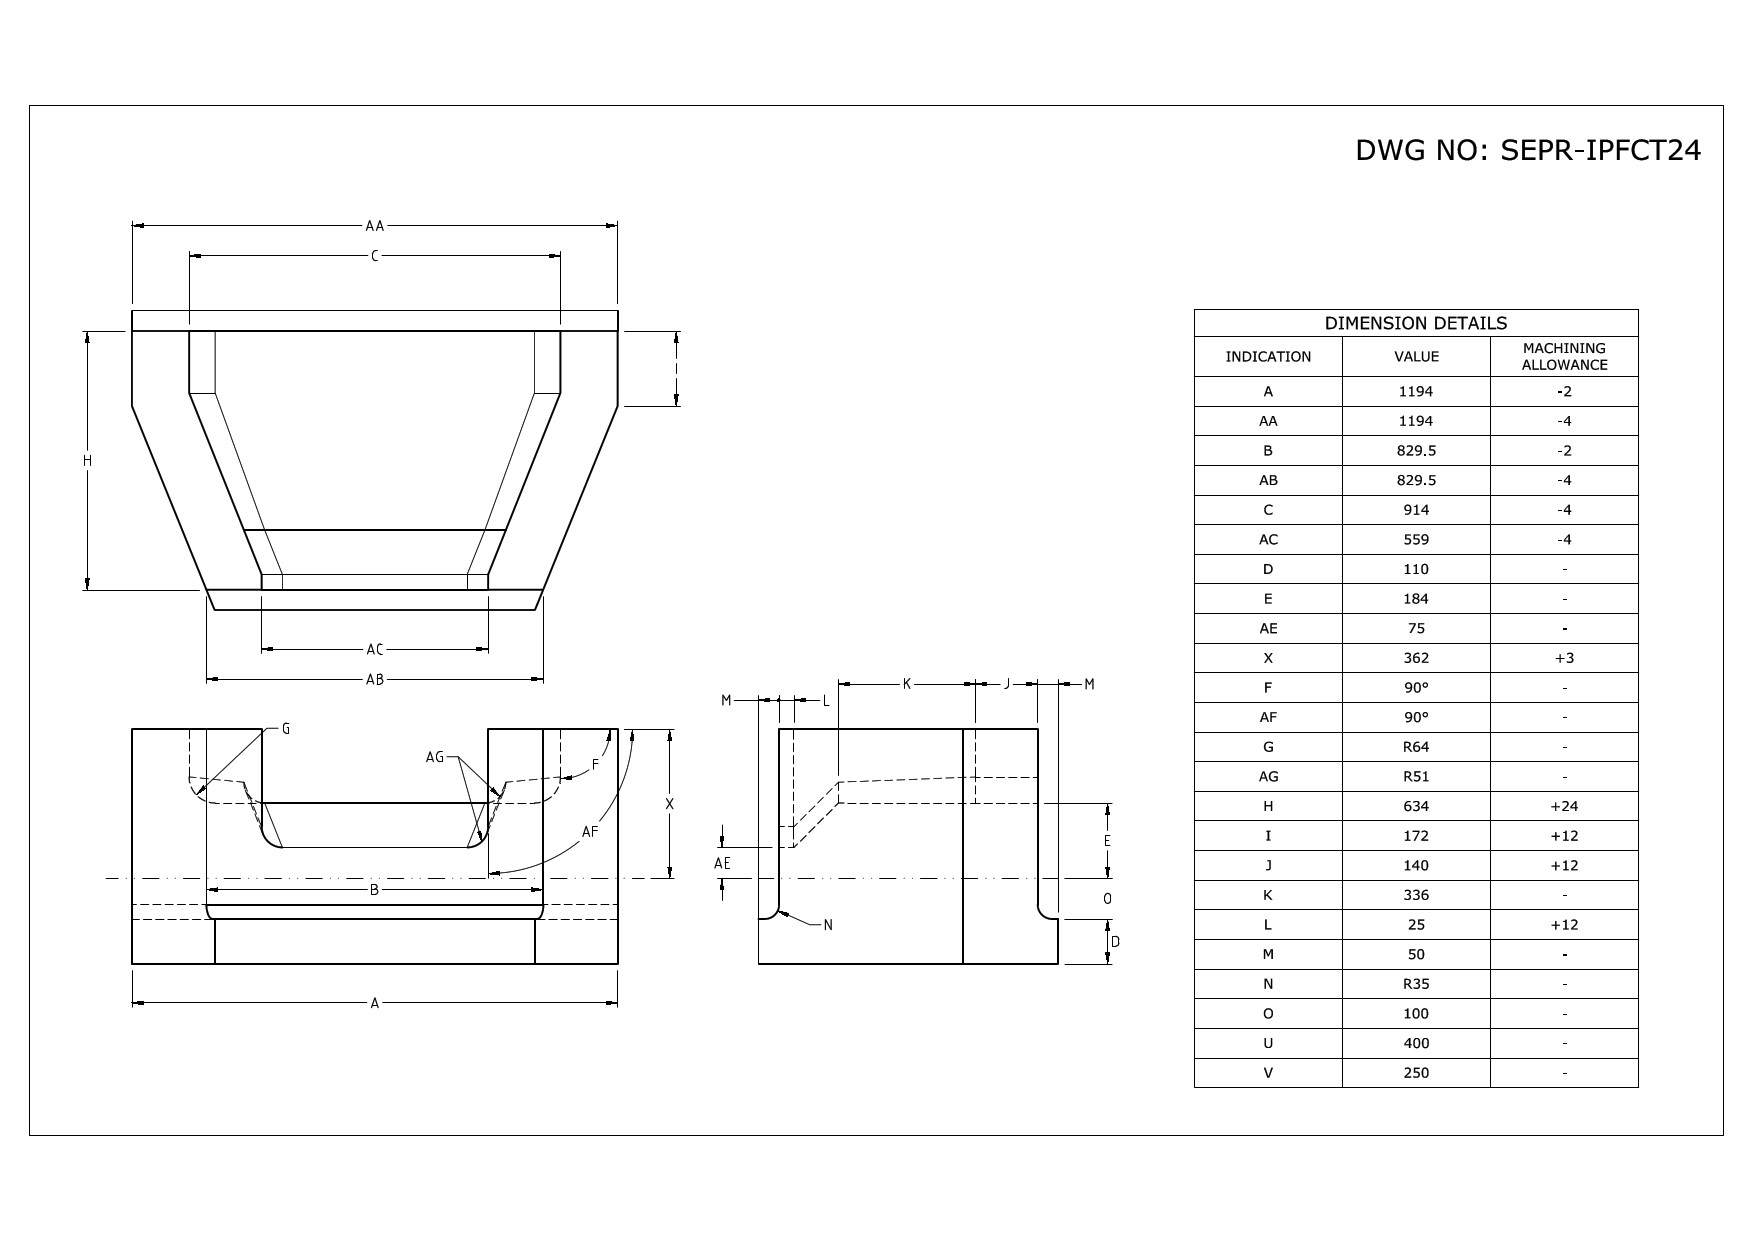 DWG NO: SEPR-IPFCT24
AA
C
H
AC
AB
G
AG
F
X
AF
B
A
M
L
K
J
M
AE
E
O
N
D
DIMENSION DETAILS
INDICATION VALUE MACHINING ALLOWANCE
A 1194 -2
AA 1194 -4
B 829.5 -2
AB 829.5 -4
C 914 -4
AC 559 -4
D 110 -
E 184 -
AE 75 -
X 362 +3
F 90° -
AF 90° -
G R64 -
AG R51 -
H 634 +24
I 172 +12
J 140 +12
K 336 -
L 25 +12
M 50 -
N R35 -
O 100 -
U 400 -
V 250 -